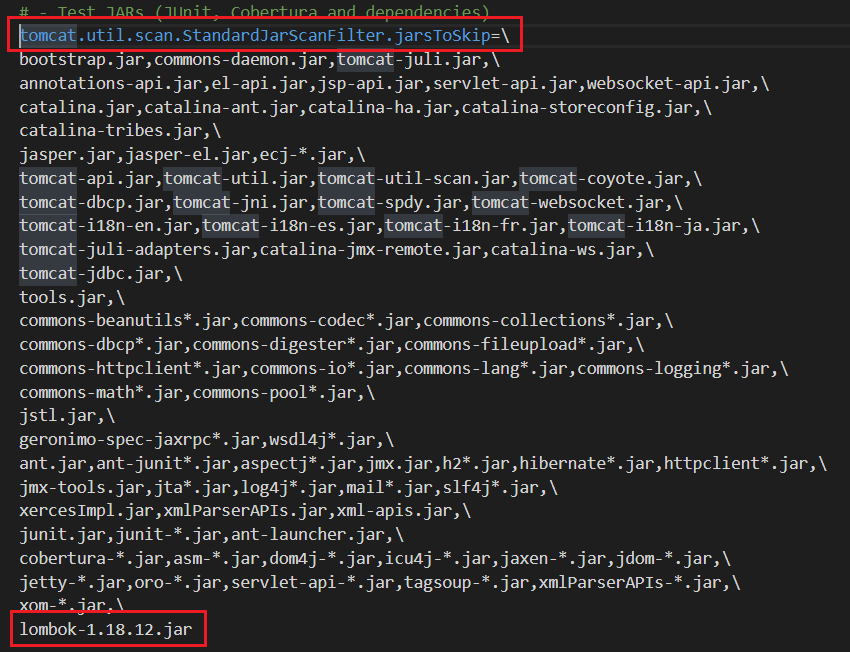 # - Test JARs (JUnit, Cobertura and dependencies)
tomcat.util.scan.StandardJarScanFilter.jarsToSkip=\
bootstrap.jar,commons-daemon.jar,tomcat-juli.jar,\
annotations-api.jar,el-api.jar,jsp-api.jar,servlet-api.jar,websocket-api.jar,\
catalina.jar,catalina-ant.jar,catalina-ha.jar,catalina-storeconfig.jar,\
catalina-tribes.jar,\
jasper.jar,jasper-el.jar,ecj-*.jar,\
tomcat-api.jar,tomcat-util.jar,tomcat-util-scan.jar,tomcat-coyote.jar,\
tomcat-dbcp.jar,tomcat-jni.jar,tomcat-spdy.jar,tomcat-websocket.jar,\
tomcat-i18n-en.jar,tomcat-i18n-es.jar,tomcat-i18n-fr.jar,tomcat-i18n-ja.jar,\
tomcat-juli-adapters.jar,catalina-jmx-remote.jar,catalina-ws.jar,\
tomcat-jdbc.jar,\
tools.jar,\
commons-beanutils*.jar,commons-codec*.jar,commons-collections*.jar,\
commons-dbcp*.jar,commons-digester*.jar,commons-fileupload*.jar,\
commons-httpclient*.jar,commons-io*.jar,commons-lang*.jar,commons-logging*.jar,\
commons-math*.jar,commons-pool*.jar,\
jstl.jar,\
geronimo-spec-jaxrpc*.jar,wsdl4j*.jar,\
ant.jar,ant-junit*.jar,aspectj*.jar,jmx.jar,h2*.jar,hibernate*.jar,httpclient*.jar,\
jmx-tools.jar,jta*.jar,log4j*.jar,mail*.jar,slf4j*.jar,\
xercesImpl.jar,xmlParserAPIs.jar,xml-apis.jar,\
junit.jar,junit-*.jar,ant-launcher.jar,\
cobertura-*.jar,asm-*.jar,dom4j-*.jar,icu4j-*.jar,jaxen-*.jar,jdom-*.jar,\
jetty-*.jar,oro-*.jar,servlet-api-*.jar,tagsoup-*.jar,xmlParserAPIs-*.jar,\
xom-*.jar,\
lombok-1.18.12.jar